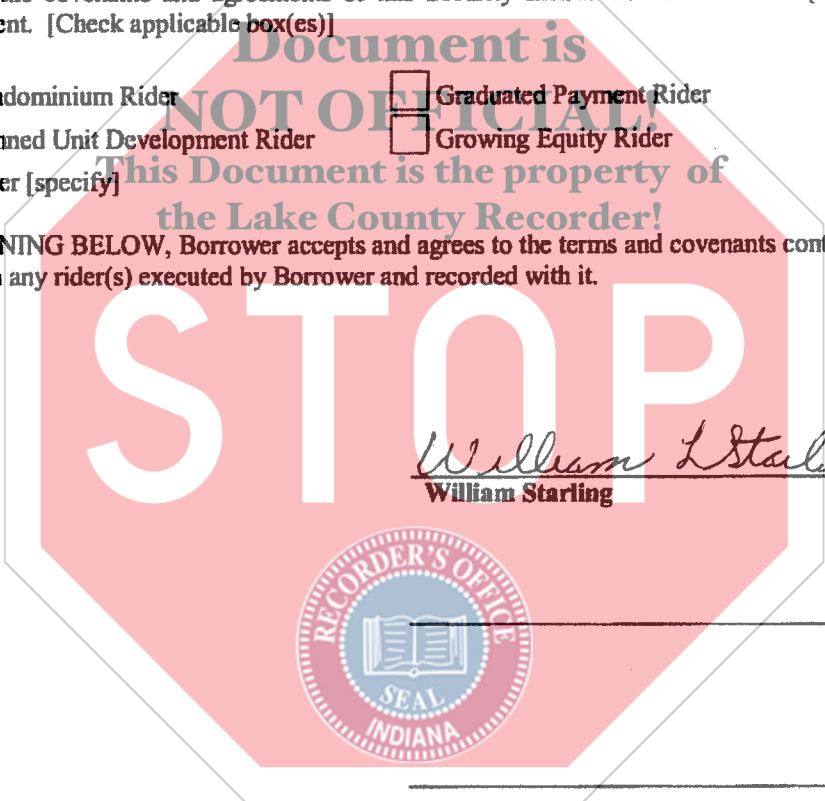 ent. [Check applicable box(es)]
Document is
ndominium Rider
Graduated Payment Rider
NOT OFFICIAL!
nned Unit Development Rider
Growing Equity Rider
This Document is the property of
er [specify]
the Lake County Recorder!
NING BELOW, Borrower accepts and agrees to the terms and covenants cont
any rider(s) executed by Borrower and recorded with it.
STOP
William L Starl
William Starling
RECORDER'S OFFICE
SEAL
INDIANA